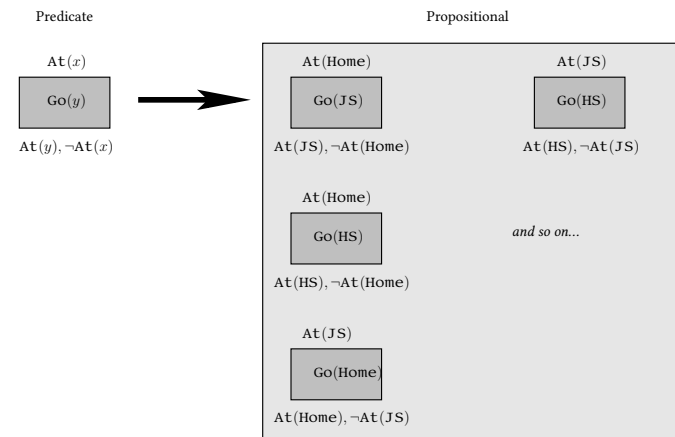 Predicate
Propositional
At(x)
Go(y)
At(y), ¬At(x)
At(Home)
Go(JS)
At(JS), ¬At(Home)
At(JS)
Go(HS)
At(HS), ¬At(JS)
At(Home)
Go(HS)
At(HS), ¬At(Home)
and so on...
At(JS)
Go(Home)
At(Home), ¬At(JS)